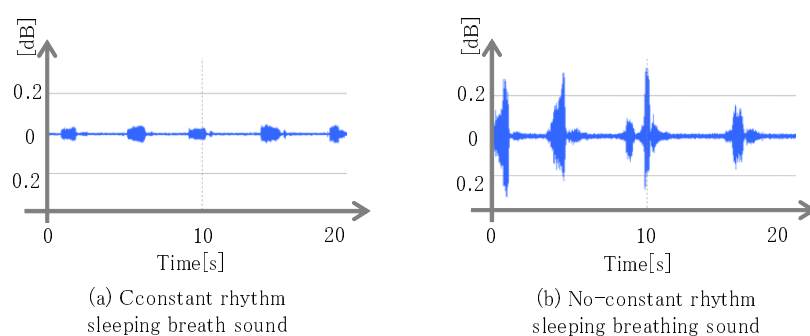 [dB]
0.2
0
0.2
0
10
20
Time[s]
(a) Cconstant rhythm
sleeping breath sound
[dB]
0.2
0
0.2
0
10
20
Time[s]
(b) No-constant rhythm
sleeping breathing sound